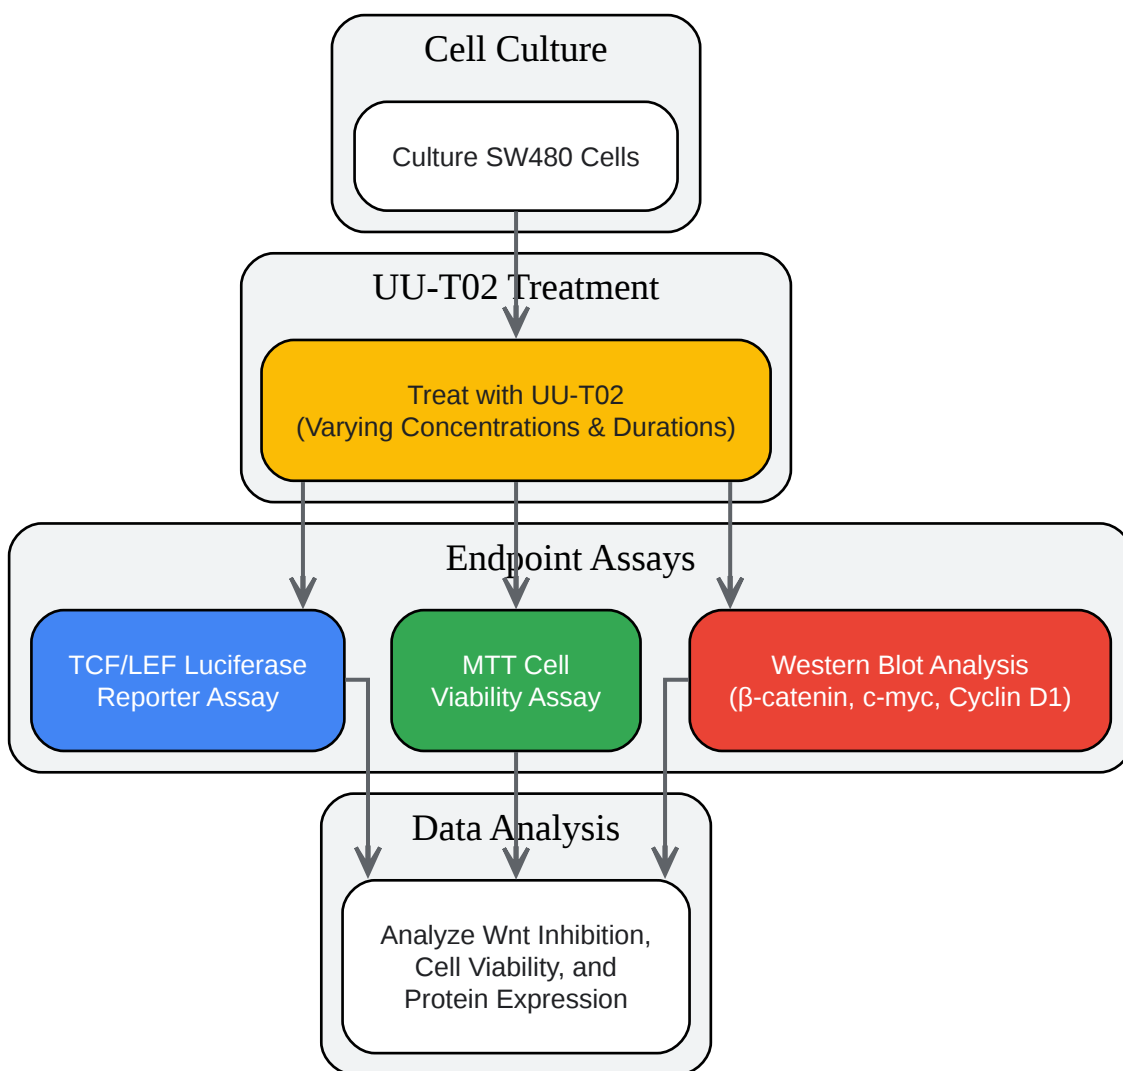 Cell Culture
Culture SW480 Cells
UU-T02 Treatment
Treat with UU-T02
(Varying Concentrations & Durations)
Endpoint Assays
TCF/LEF Luciferase
Reporter Assay
MTT Cell
Viability Assay
Western Blot Analysis
(β-catenin, c-myc, Cyclin D1)
Data Analysis
Analyze Wnt Inhibition,
Cell Viability, and
Protein Expression